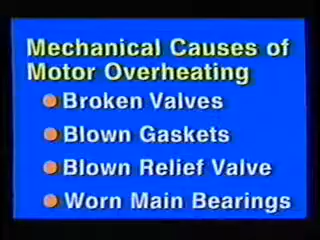 Mechanical Causes of
Motor Overheating
Broken Valves
Blown Gaskets
Blown Relief Valve
Worn Main Bearings